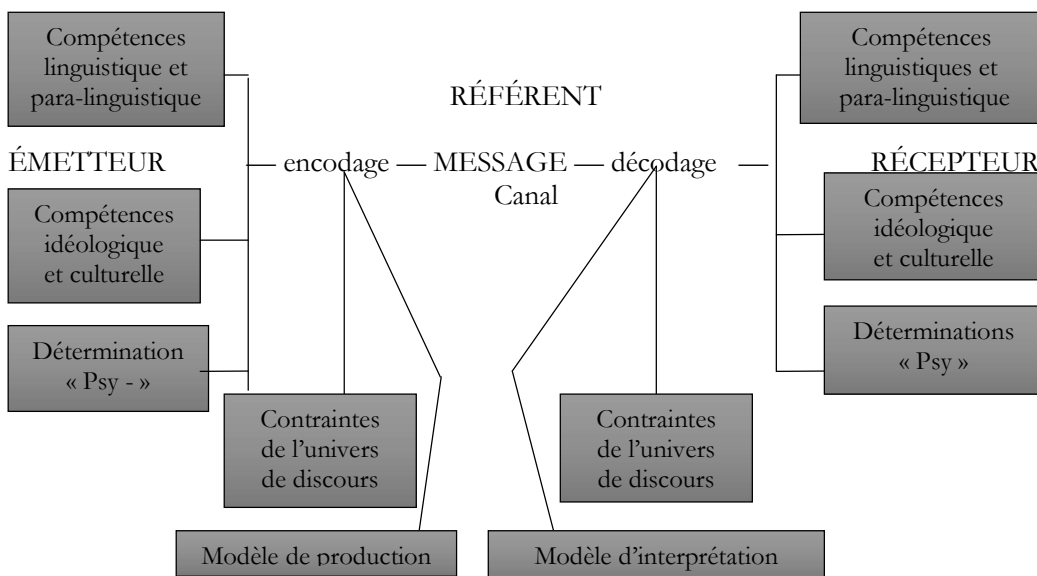 Compétences
linguistique et
para-linguistique
Compétences
linguistiques et
para-linguistique
RÉFÉRENT
ÉMETTEUR
encodage
MESSAGE
décodage
RÉCEPTEUR
Canal
Compétences
idéologique
et culturelle
Compétences
idéologique
et culturelle
Détermination
« Psy - »
Déterminations
« Psy »
Contraintes
de l’univers
de discours
Contraintes
de l’univers
de discours
Modèle de production
Modèle d’interprétation